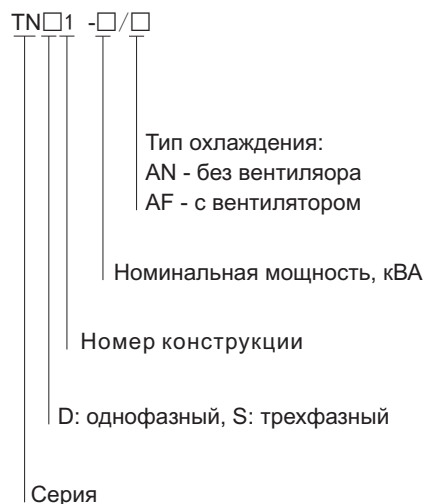 TN□1 -□/□
Тип охлаждения:
AN - без вентиляора
AF - с вентилятором
Номинальная мощность, кВА
Номер конструкции
D: однофазный, S: трехфазный
Серия